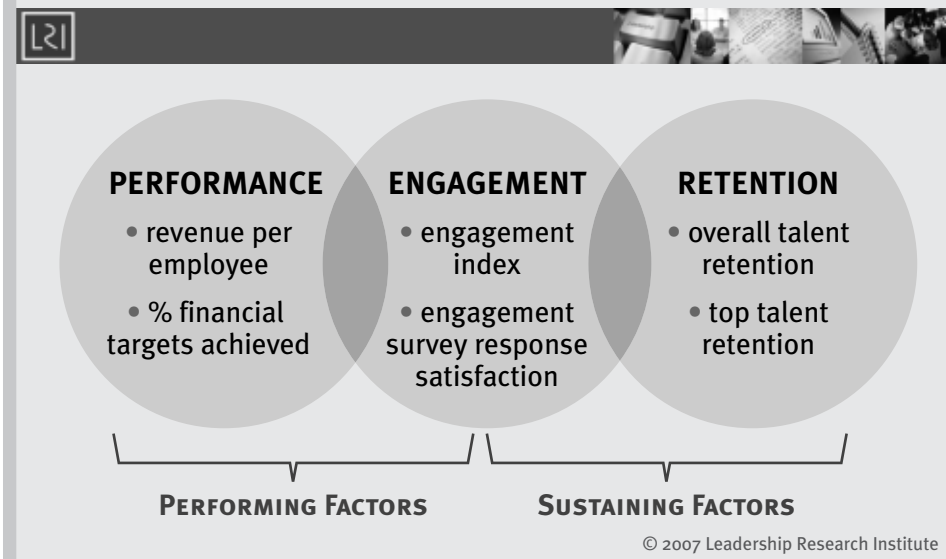 LRI
PERFORMANCE
• revenue per
employee
• % financial
targets achieved
ENGAGEMENT
• engagement
index
• engagement
survey response
satisfaction
RETENTION
• overall talent
retention
• top talent
retention
PERFORMING FACTORS
SUSTAINING FACTORS
© 2007 Leadership Research Institute